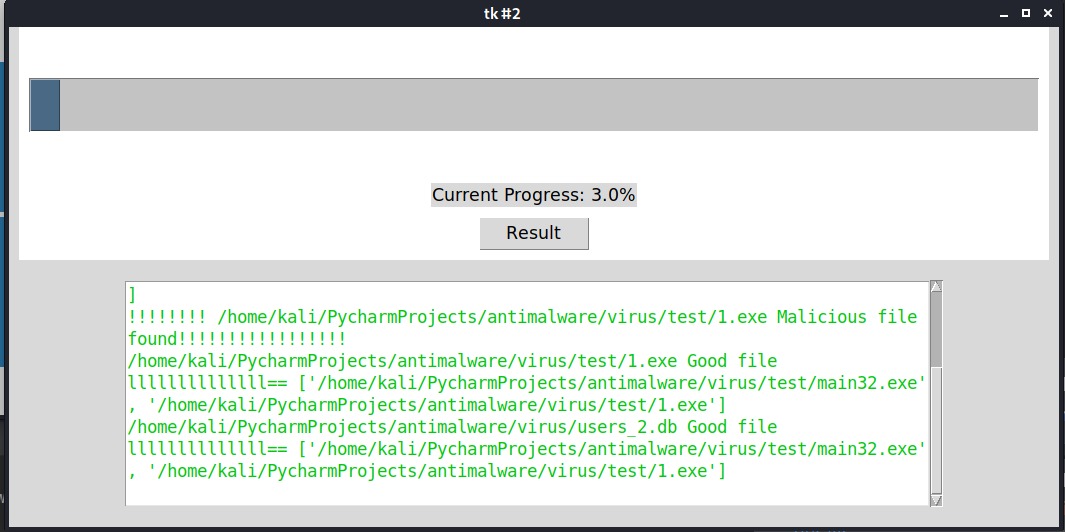 tk #2
Current Progress: 3.0%
Result
]
!!!!!!!! /home/kali/PycharmProjects/antimalware/virus/test/1.exe Malicious file
found!!!!!!!!!!!!!!!!!
/home/kali/PycharmProjects/antimalware/virus/test/1.exe Good file
llllllllllllll== ['/home/kali/PycharmProjects/antimalware/virus/test/main32.exe'
, '/home/kali/PycharmProjects/antimalware/virus/test/1.exe']
/home/kali/PycharmProjects/antimalware/virus/users_2.db Good file
llllllllllllll== ['/home/kali/PycharmProjects/antimalware/virus/test/main32.exe'
, '/home/kali/PycharmProjects/antimalware/virus/test/1.exe']